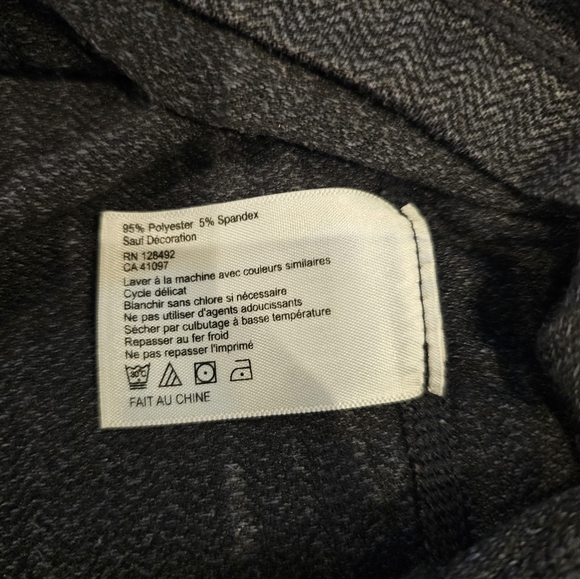 95% Polyester 5% Spandex
Sauf Décoration
RN 128492
CA 41097
Laver à la machine avec couleurs similaires
Cycle délicat
Blanchir sans chlore si nécessaire
Ne pas utiliser d'agents adoucissants
Sécher par culbutage à basse température
Repasser au fer froid
Ne pas repasser l'imprimé
30°C
FAIT AU CHINE